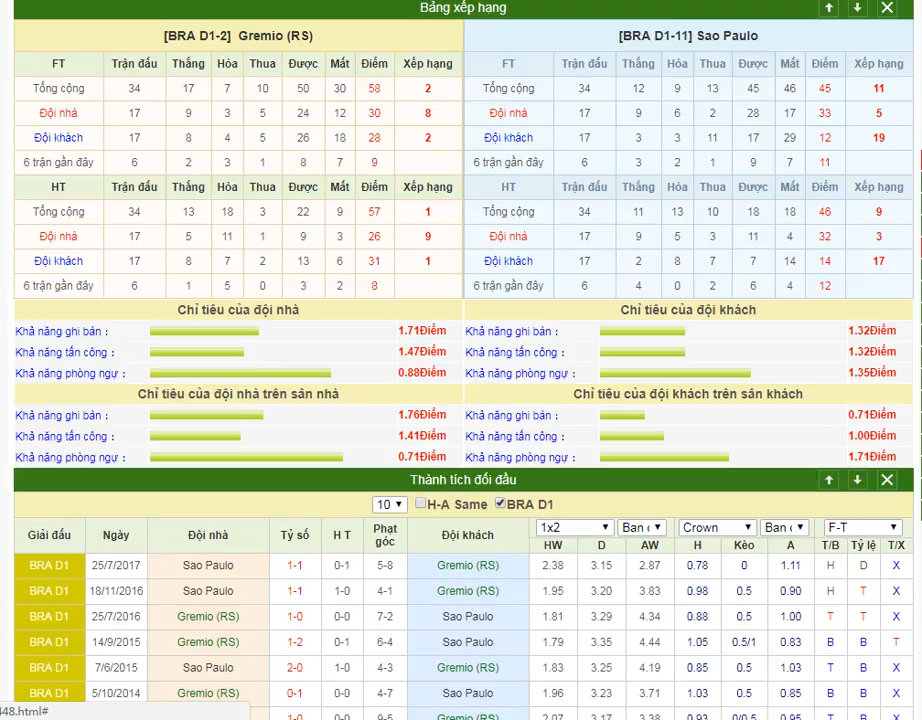 Bảng xếp hạng
[BRA D1-2] Gremio (RS) [BRA D1-11] Sao Paulo
FT Trận đấu Thắng Hòa Thua Được Mất Điểm Xếp hạng FT Trận đấu Thắng Hòa Thua Được Mất Điểm Xếp hạng
Tổng cộng 34 17 7 10 50 30 58 2 Tổng cộng 34 12 9 13 45 46 45 11
Đội nhà 17 9 3 5 24 12 30 8 Đội nhà 17 9 6 2 28 17 33 5
Đội khách 17 8 4 5 26 18 28 2 Đội khách 17 3 3 11 17 29 12 19
6 trận gần đây 6 2 3 1 8 7 9 6 trận gần đây 6 3 2 1 9 7 11
HT Trận đấu Thắng Hòa Thua Được Mất Điểm Xếp hạng HT Trận đấu Thắng Hòa Thua Được Mất Điểm Xếp hạng
Tổng cộng 34 13 18 3 22 9 57 1 Tổng cộng 34 11 13 10 18 18 46 9
Đội nhà 17 5 11 1 9 3 26 9 Đội nhà 17 9 5 3 11 4 32 3
Đội khách 17 8 7 2 13 6 31 1 Đội khách 17 2 8 7 7 14 14 17
6 trận gần đây 6 1 5 0 3 2 8 6 trận gần đây 6 4 0 2 6 4 12
Chỉ tiêu của đội nhà Chỉ tiêu của đội khách
Khả năng ghi bàn : 1.71Điểm Khả năng ghi bàn : 1.32Điểm
Khả năng tấn công : 1.47Điểm Khả năng tấn công : 1.32Điểm
Khả năng phòng ngự : 0.88Điểm Khả năng phòng ngự : 1.35Điểm
Chỉ tiêu của đội nhà trên sân nhà Chỉ tiêu của đội khách trên sân khách
Khả năng ghi bàn : 1.76Điểm Khả năng ghi bàn : 0.71Điểm
Khả năng tấn công : 1.41Điểm Khả năng tấn công : 1.00Điểm
Khả năng phòng ngự : 0.71Điểm Khả năng phòng ngự : 1.71Điểm
Thành tích đối đầu
10 H-A Same BRA D1
Giải đấu Ngày Đội nhà Tỷ số H T Phạt góc Đội khách 1x2 Ban c Crown Ban c F-T
HW D AW H Kèo A T/B Tỷ lệ T/X
BRA D1 25/7/2017 Sao Paulo 1-1 0-1 5-8 Gremio (RS) 2.38 3.15 2.87 0.78 0 1.11 H D X
BRA D1 18/11/2016 Sao Paulo 1-1 1-0 4-1 Gremio (RS) 1.95 3.20 3.83 0.98 0.5 0.90 H T X
BRA D1 25/7/2016 Gremio (RS) 1-0 0-0 7-2 Sao Paulo 1.81 3.29 4.34 0.88 0.5 1.00 T T X
BRA D1 14/9/2015 Gremio (RS) 1-2 0-1 6-4 Sao Paulo 1.79 3.35 4.44 1.05 0.5/1 0.83 B B T
BRA D1 7/6/2015 Sao Paulo 2-0 1-0 4-3 Gremio (RS) 1.83 3.25 4.19 0.85 0.5 1.03 T B X
BRA D1 5/10/2014 Gremio (RS) 0-1 0-0 4-7 Sao Paulo 1.96 3.23 3.71 1.03 0.5 0.85 B B X
448.html# 1-0 0-0 9-5 Gremio (RS) 2.07 3.17 3.38 0.93 0/0.5 0.95 T B X